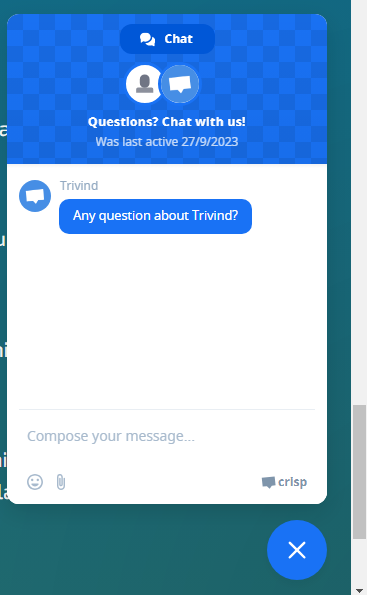 Chat
Questions? Chat with us!
Was last active 27/9/2023
Trivind
Any question about Trivind?
Compose your message...
crisp